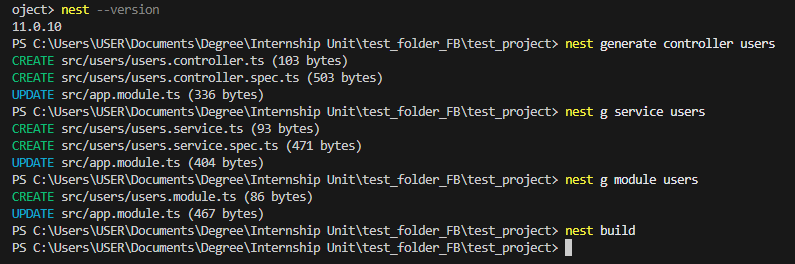 oject> nest --version
11.0.10
PS C:\Users\USER\Documents\Degree\Internship Unit\test_folder_FB\test_project> nest generate controller users
CREATE src/users/users.controller.ts (103 bytes)
CREATE src/users/users.controller.spec.ts (503 bytes)
UPDATE src/app.module.ts (336 bytes)
PS C:\Users\USER\Documents\Degree\Internship Unit\test_folder_FB\test_project> nest g service users
CREATE src/users/users.service.ts (93 bytes)
CREATE src/users/users.service.spec.ts (471 bytes)
UPDATE src/app.module.ts (404 bytes)
PS C:\Users\USER\Documents\Degree\Internship Unit\test_folder_FB\test_project> nest g module users
CREATE src/users/users.module.ts (86 bytes)
UPDATE src/app.module.ts (467 bytes)
PS C:\Users\USER\Documents\Degree\Internship Unit\test_folder_FB\test_project> nest build
PS C:\Users\USER\Documents\Degree\Internship Unit\test_folder_FB\test_project>